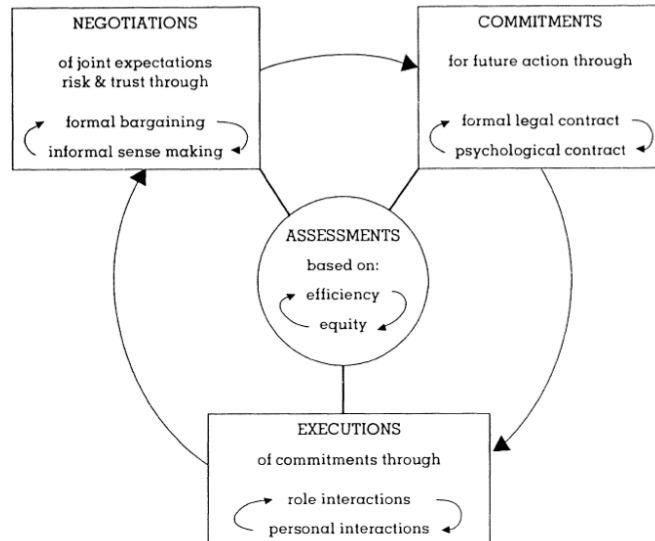 NEGOTIATIONS
of joint expectations
risk & trust through
formal bargaining
informal sense making
COMMITMENTS
for future action through
formal legal contract
psychological contract
ASSESSMENTS
based on:
efficiency
equity
EXECUTIONS
of commitments through
role interactions
personal interactions